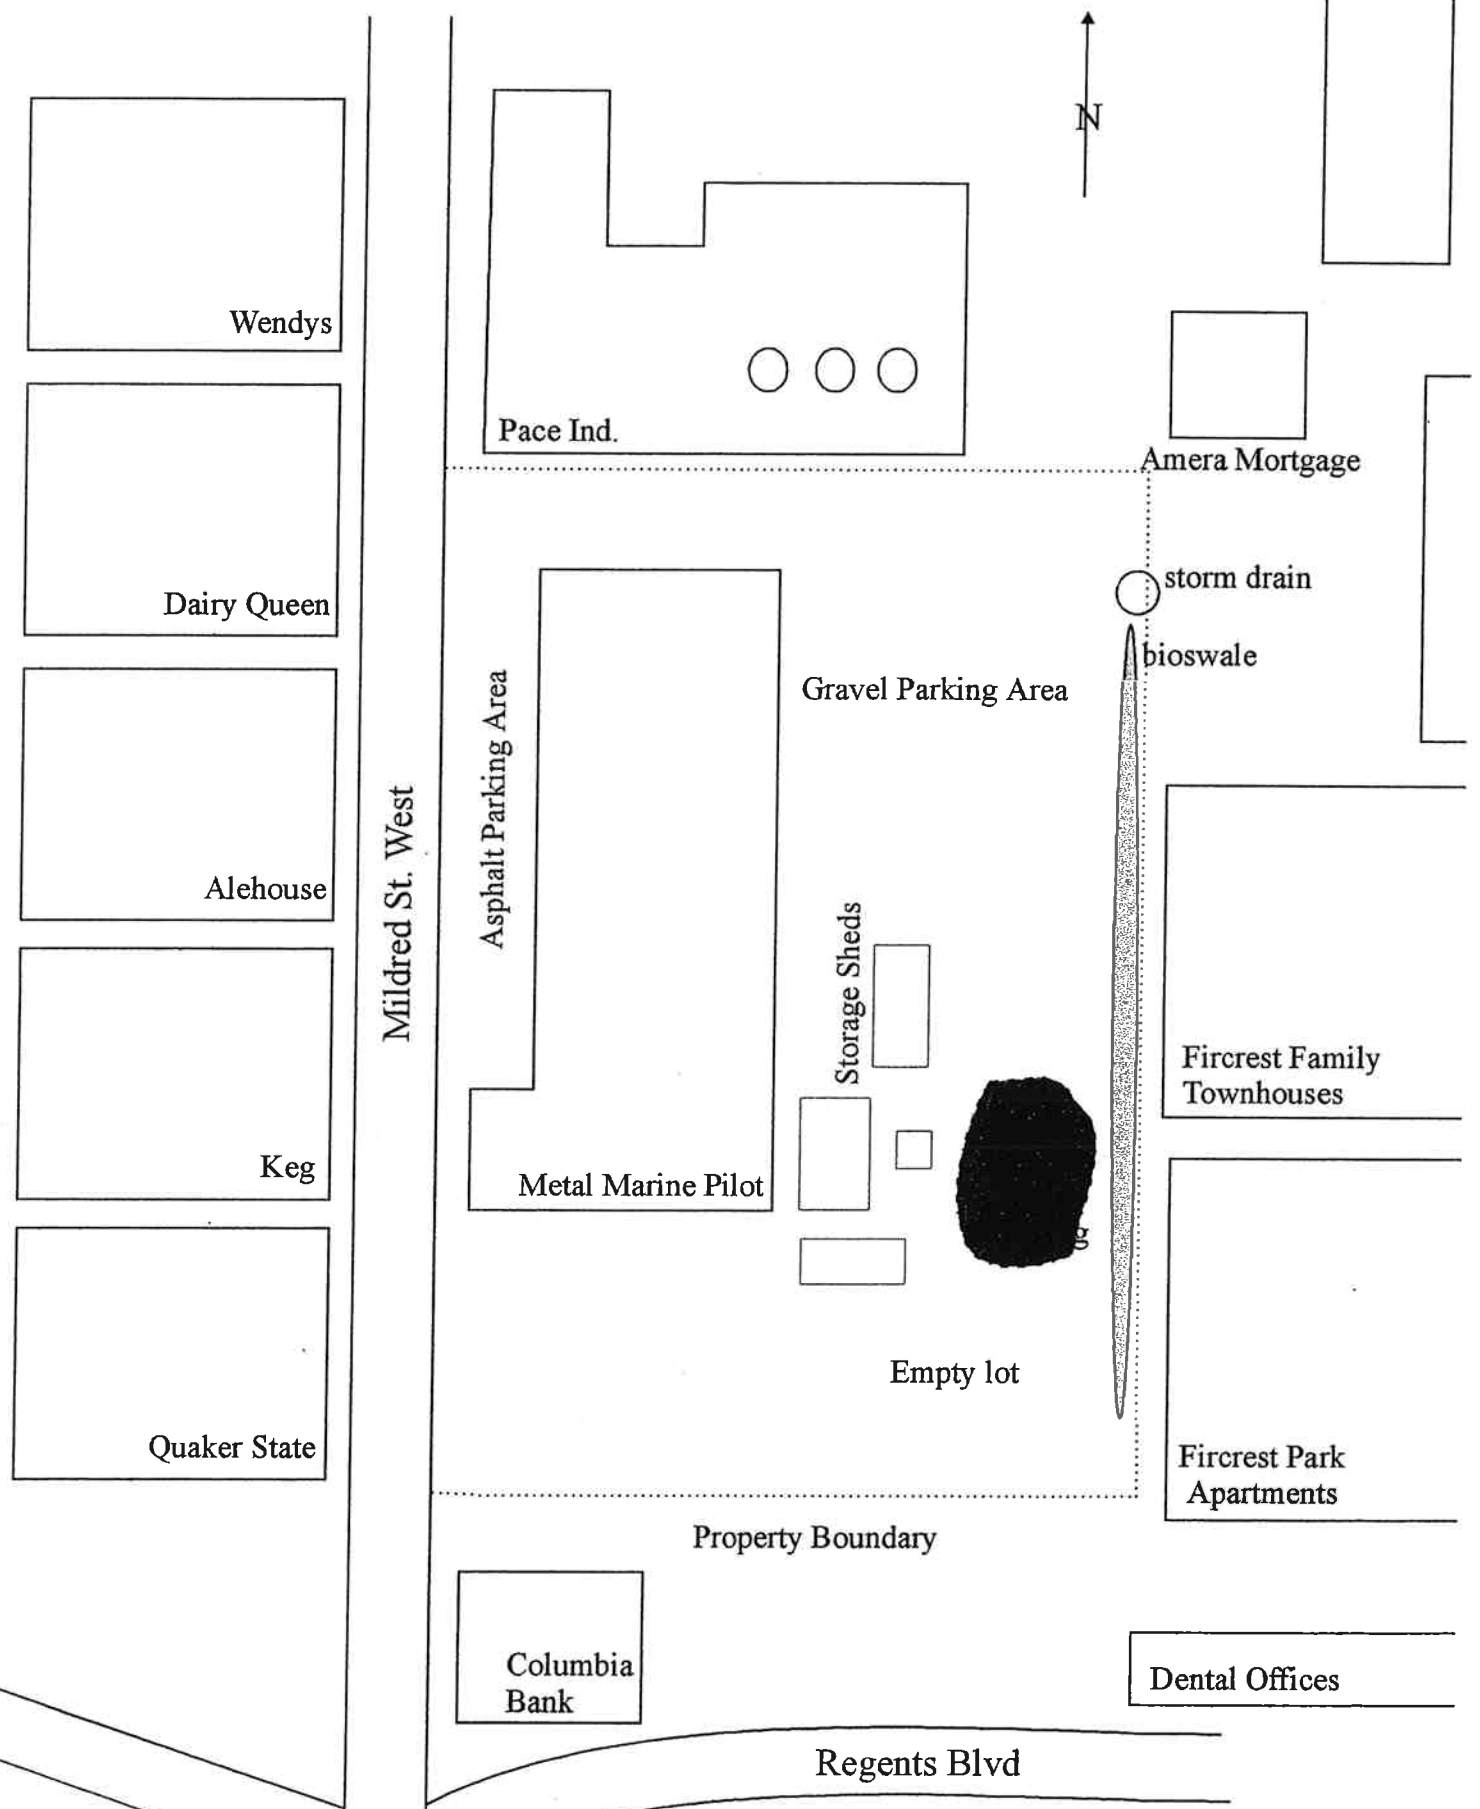 N
Wendys
Pace Ind.
Amera Mortgage
storm drain
Dairy Queen
bioswale
Gravel Parking Area
Asphalt Parking Area
Mildred St. West
Alehouse
Storage Sheds
Fircrest Family
Townhouses
Keg
Metal Marine Pilot
Empty lot
Quaker State
Fircrest Park
Apartments
Property Boundary
Columbia
Bank
Dental Offices
Regents Blvd